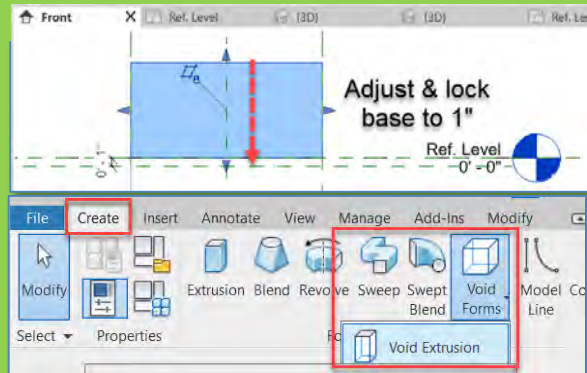 Front X Ref. Level (3D) (3D)
Adjust & lock
base to 1"
Ref. Level
0' - 0"
File Create Insert Annotate View Manage Add-Ins Modify
Modify Extrusion Blend Revolve Sweep Swept Blend Void Forms Model Line
Select Properties
Void Extrusion